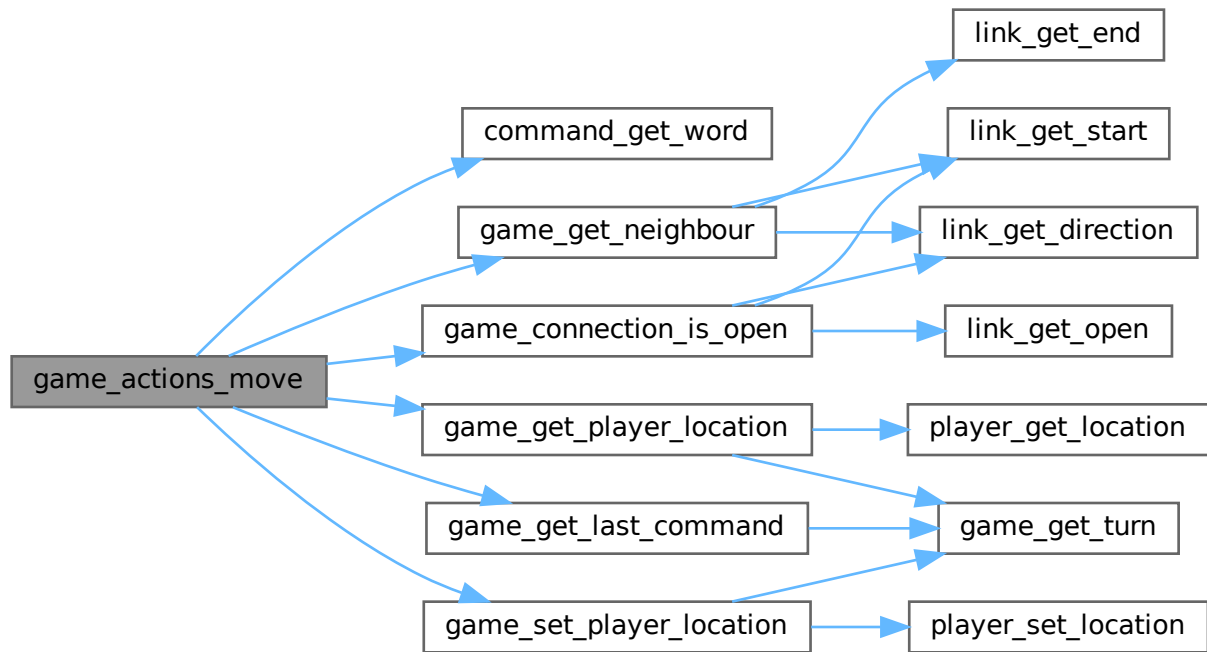 link_get_end
command_get_word
link_get_start
game_get_neighbour
link_get_direction
game_connection_is_open
link_get_open
game_actions_move
game_get_player_location
player_get_location
game_get_last_command
game_get_turn
game_set_player_location
player_set_location